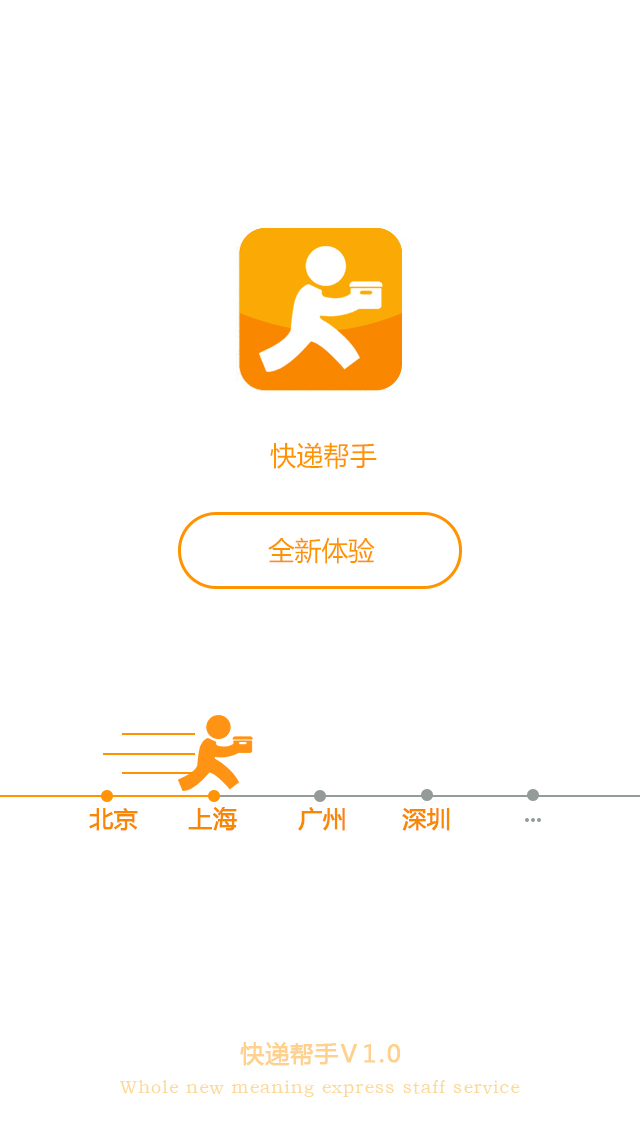 快递帮手
全新体验
北京 上海 广州 深圳 ...
快递帮手V1.0
Whole new meaning express staff service